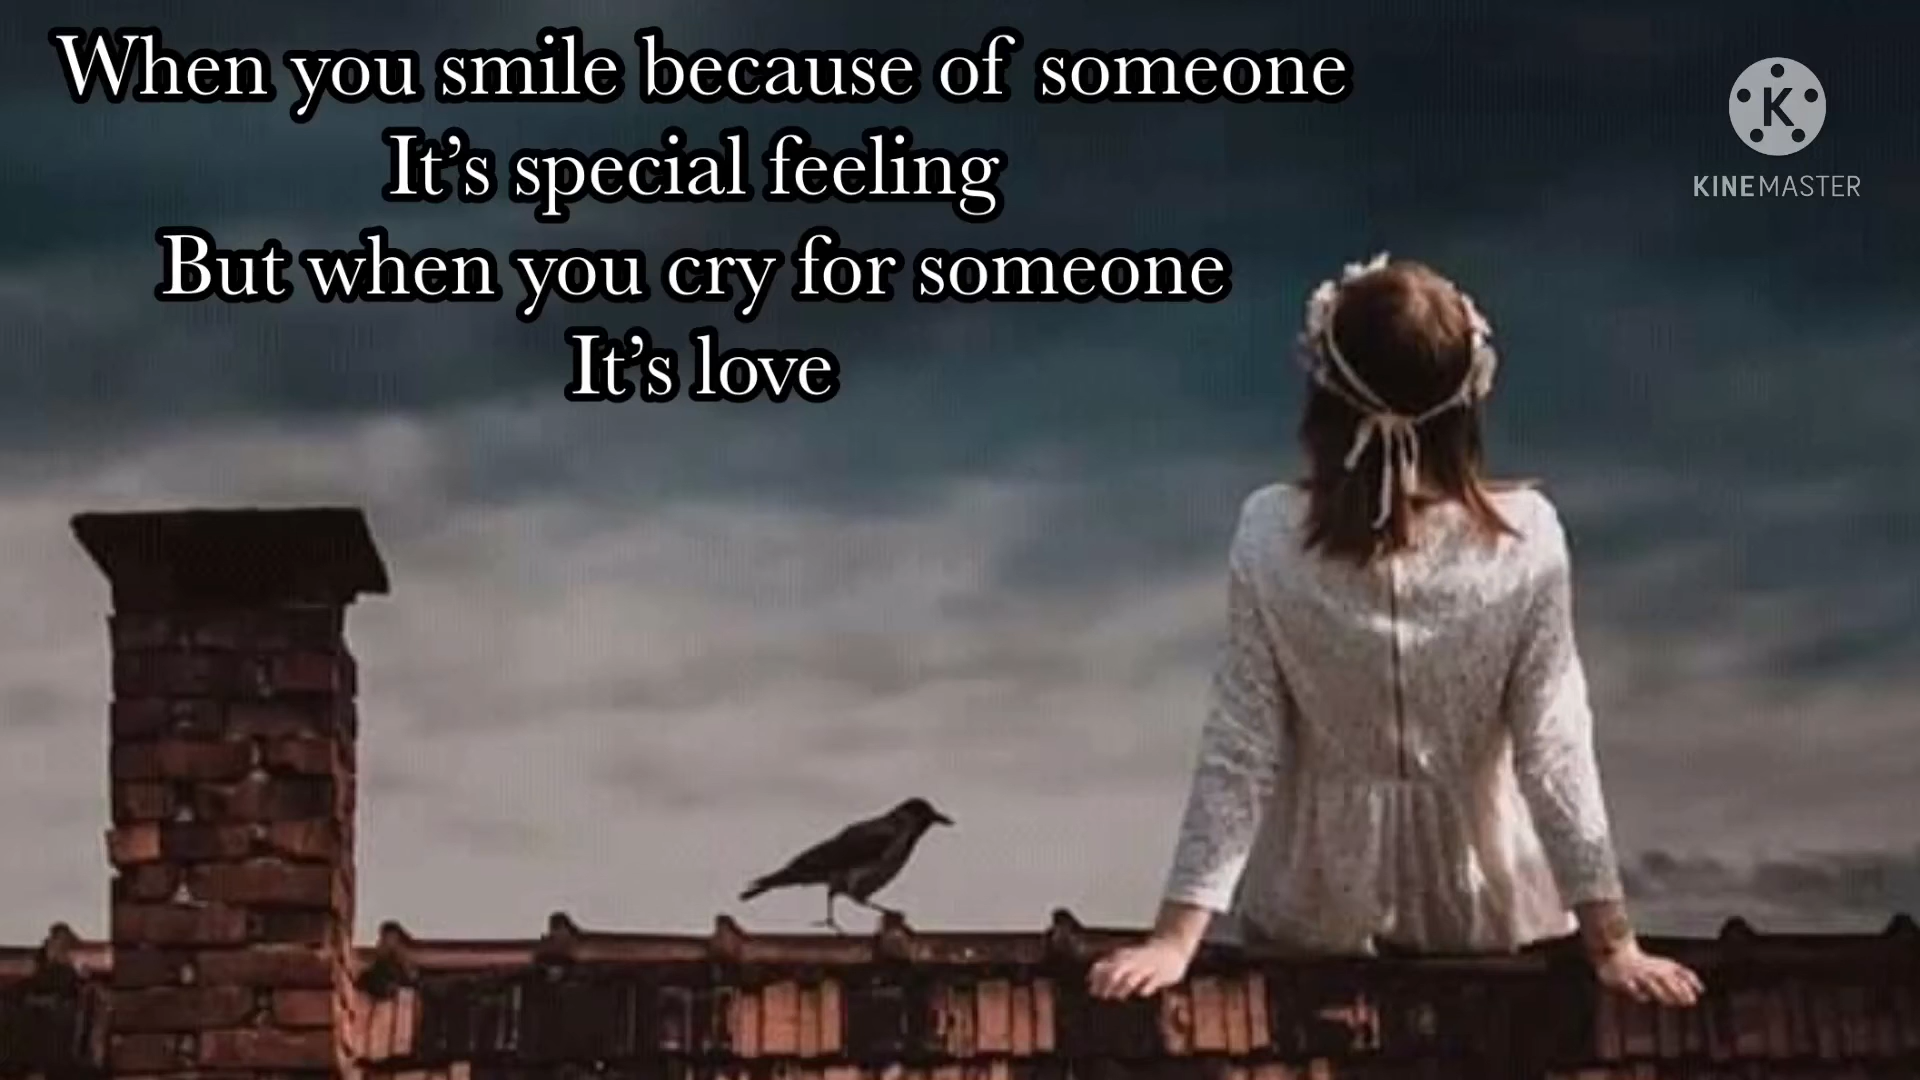 When you smile because of someone
It’s special feeling
But when you cry for someone
It’s love
K
KINEMASTER